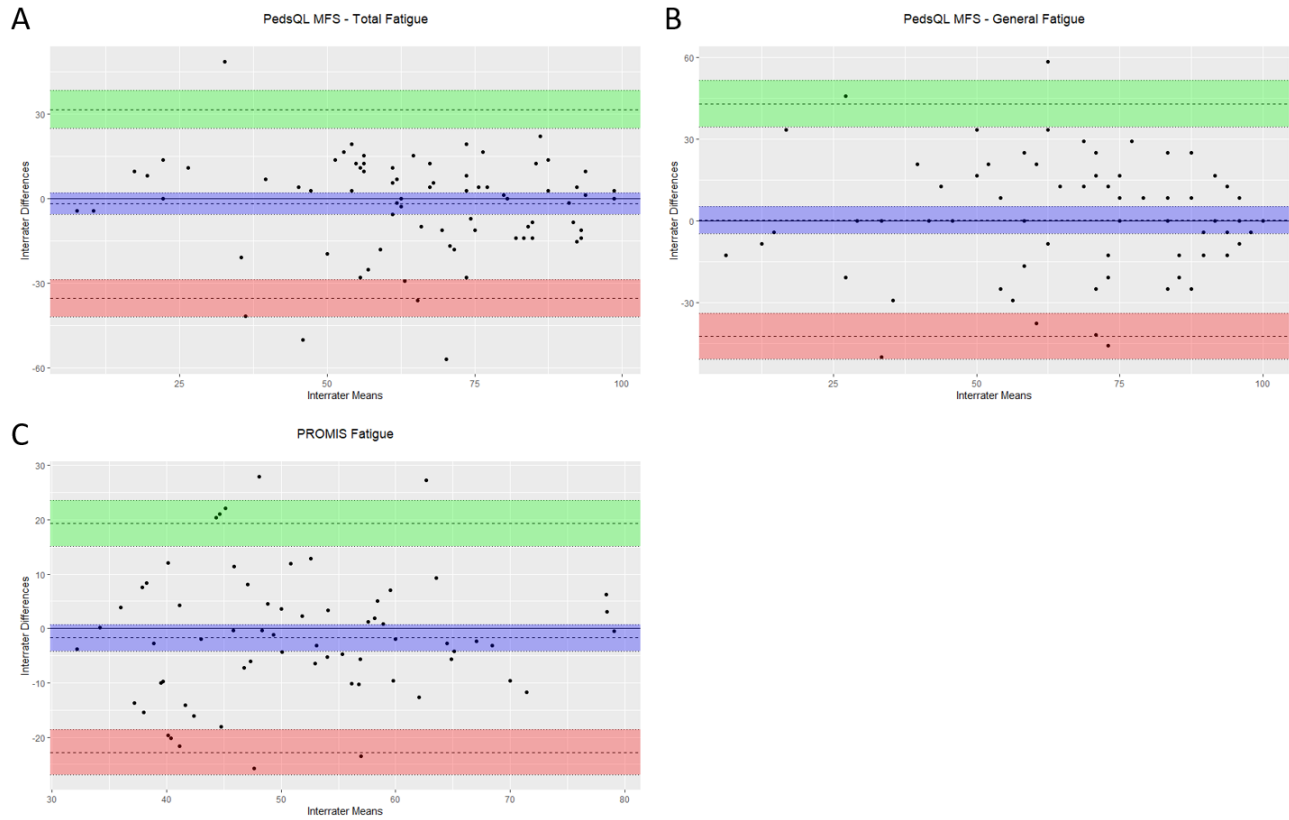 A
PedsQL MFS - Total Fatigue
Interrater Differences
30
0
-30
-60
25
50
75
100
Interrater Means
B
PedsQL MFS - General Fatigue
Interrater Differences
60
30
0
-30
25
50
75
100
Interrater Means
C
PROMIS Fatigue
Interrater Differences
30
20
10
0
-10
-20
30
40
50
60
70
80
Interrater Means